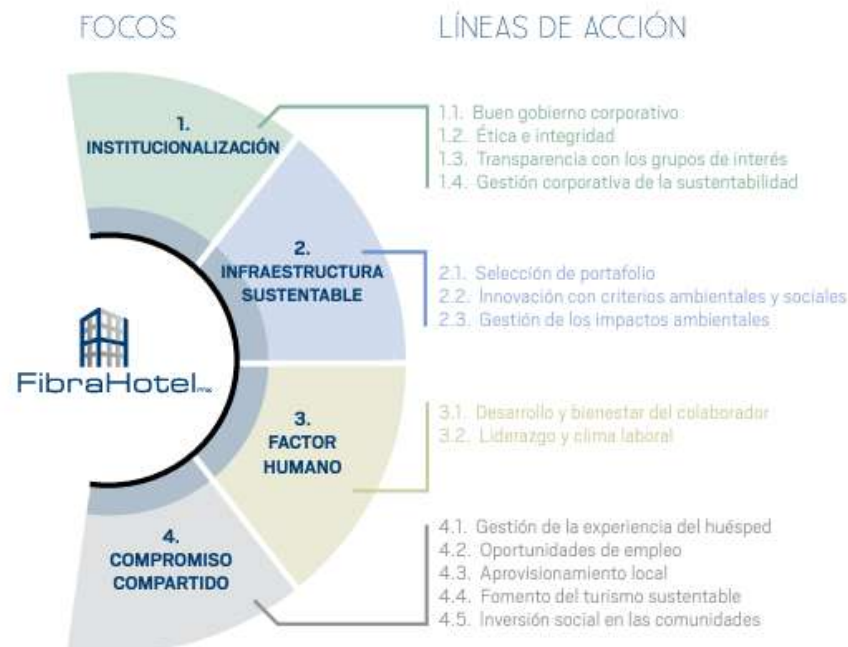 FOCOS
LÍNEAS DE ACCIÓN
1.
INSTITUCIONALIZACIÓN
1.1. Buen gobierno corporativo
1.2. Ética e integridad
1.3. Transparencia con los grupos de interés
1.4. Gestión corporativa de la sustentabilidad
2.
INFRAESTRUCTURA
SUSTENTABLE
2.1. Selección de portafolio
2.2. Innovación con criterios ambientales y sociales
2.3. Gestión de los impactos ambientales
FibraHotel
3.
FACTOR
HUMANO
3.1. Desarrollo y bienestar del colaborador
3.2. Liderazgo y clima laboral
4.
COMPROMISO
COMPARTIDO
4.1. Gestión de la experiencia del huésped
4.2. Oportunidades de empleo
4.3. Aprovisionamiento local
4.4. Fomento del turismo sustentable
4.5. Inversión social en las comunidades